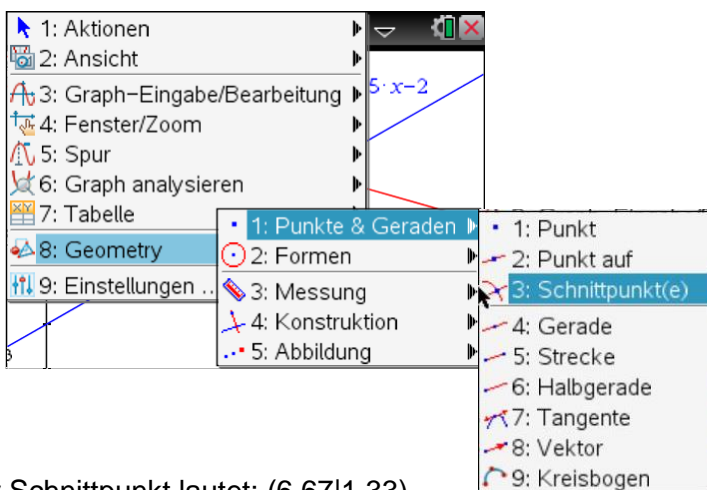 1: Aktionen
2: Ansicht
3: Graph-Eingabe/Bearbeitung
5·x-2
4: Fenster/Zoom
5: Spur
6: Graph analysieren
7: Tabelle
8: Geometry
9: Einstellungen ...
1: Punkte & Geraden
2: Formen
3: Messung
4: Konstruktion
5: Abbildung
1: Punkt
2: Punkt auf
3: Schnittpunkt(e)
4: Gerade
5: Strecke
6: Halbgerade
7: Tangente
8: Vektor
9: Kreisbogen
Schnittpunkt lautet: (6.67|1.33)